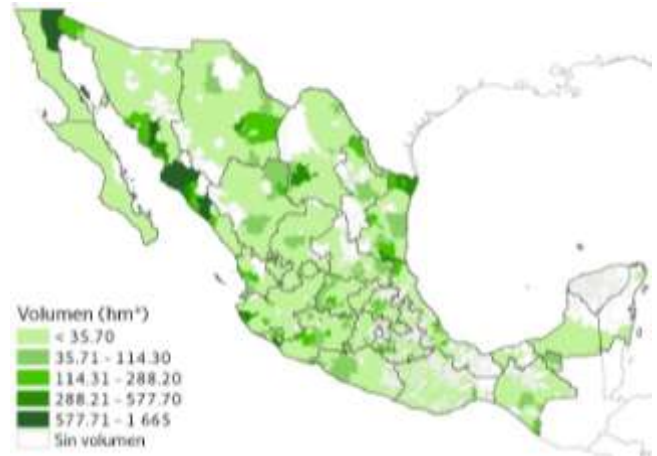 Volumen (hm³)
< 35.70
35.71 - 114.30
114.31 - 288.20
288.21 - 577.70
577.71 - 1 665
Sin volumen